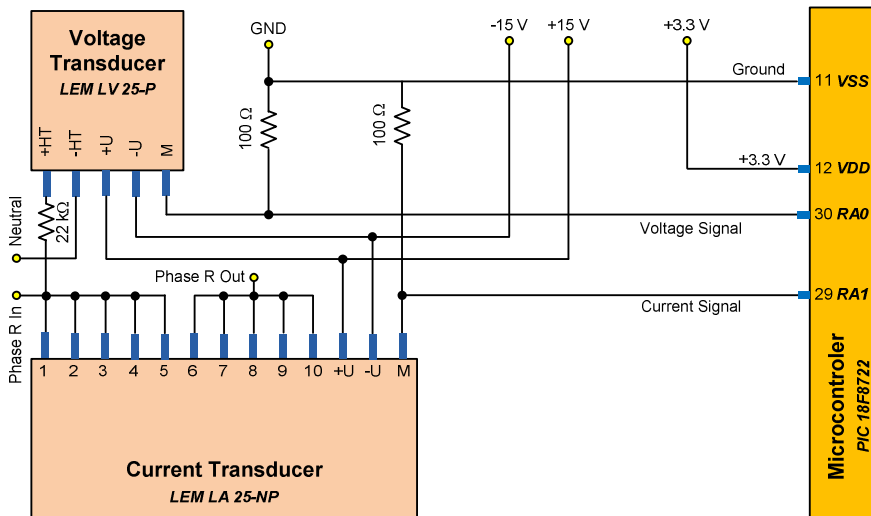 Voltage
Transducer
LEM LV 25-P
+HT
-HT
+U
-U
M
GND
-15 V
+15 V
+3.3 V
Ground
11 VSS
100 Ω
100 Ω
+3.3 V
12 VDD
22 kΩ
Neutral
30 RA0
Voltage Signal
Phase R Out
Phase R In
29 RA1
Current Signal
1
2
3
4
5
6
7
8
9
10
+U
-U
M
Current Transducer
LEM LA 25-NP
Microcontroler
PIC 18F8722